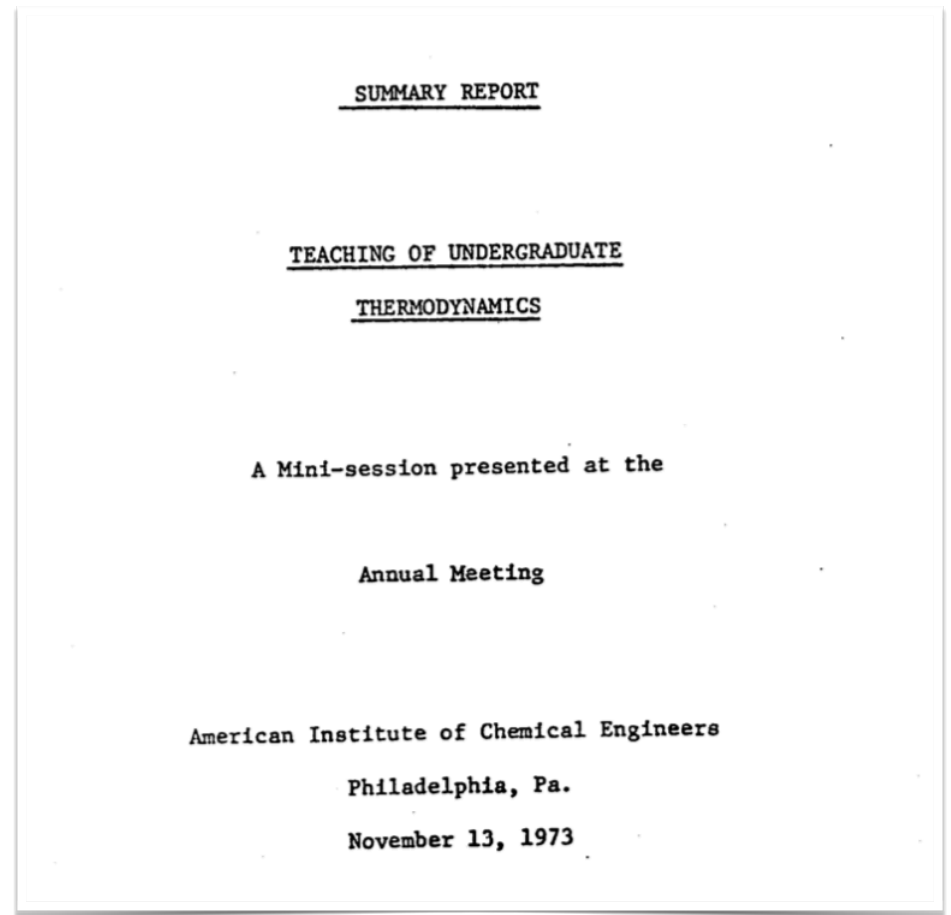 SUMMARY REPORT
TEACHING OF UNDERGRADUATE
THERMODYNAMICS
A Mini-session presented at the
Annual Meeting
American Institute of Chemical Engineers
Philadelphia, Pa.
November 13, 1973